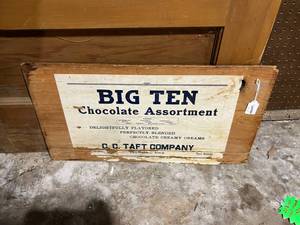 BIG TEN
Chocolate Assortment
DELIGHTFULLY FLAVORED
PERFECTLY BLENDED
CHOCOLATE CREAMY CREAMS
C. C. TAFT COMPANY